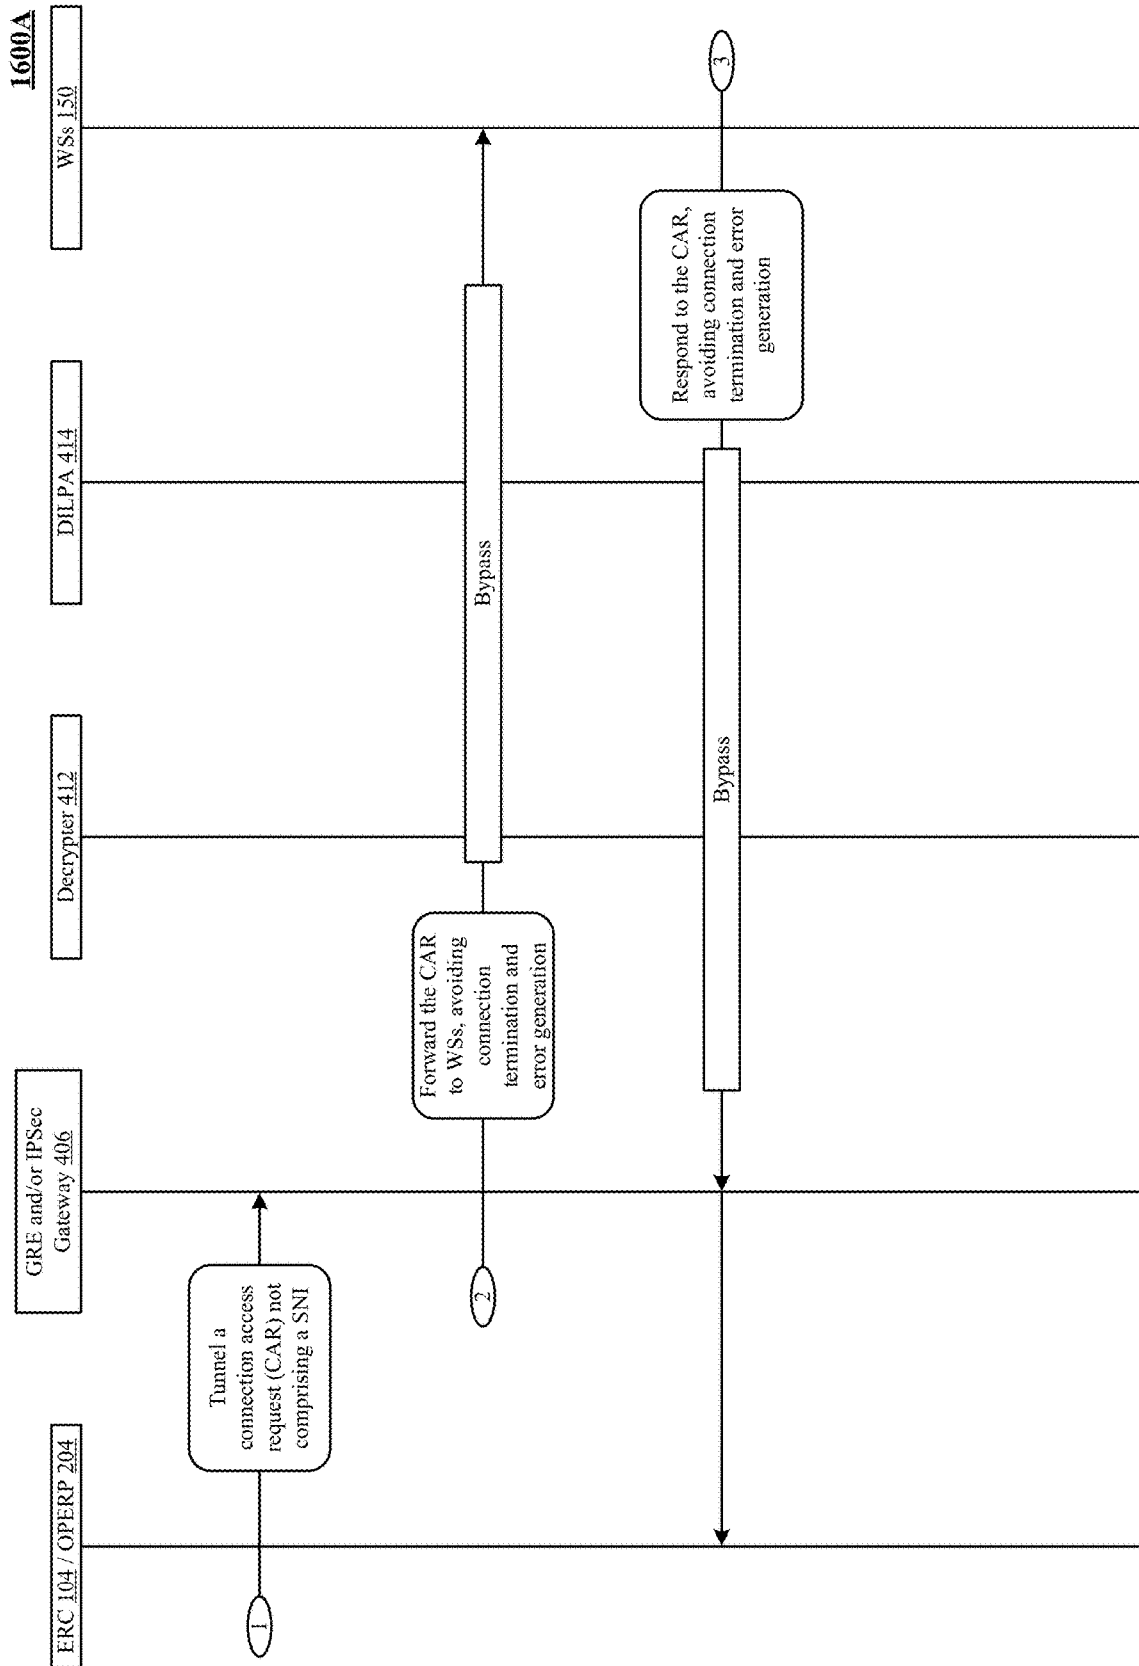 1600A
ERC 104 / OPERP 204
GRE and/or IPSec
Gateway 406
Decrypter 412
DILPA 414
WSs 150
1
Tunnel a
connection access
request (CAR) not
comprising a SNI
2
Forward the CAR
to WSs, avoiding
connection
termination and
error generation
Bypass
3
Respond to the CAR,
avoiding connection
termination and error
generation
Bypass